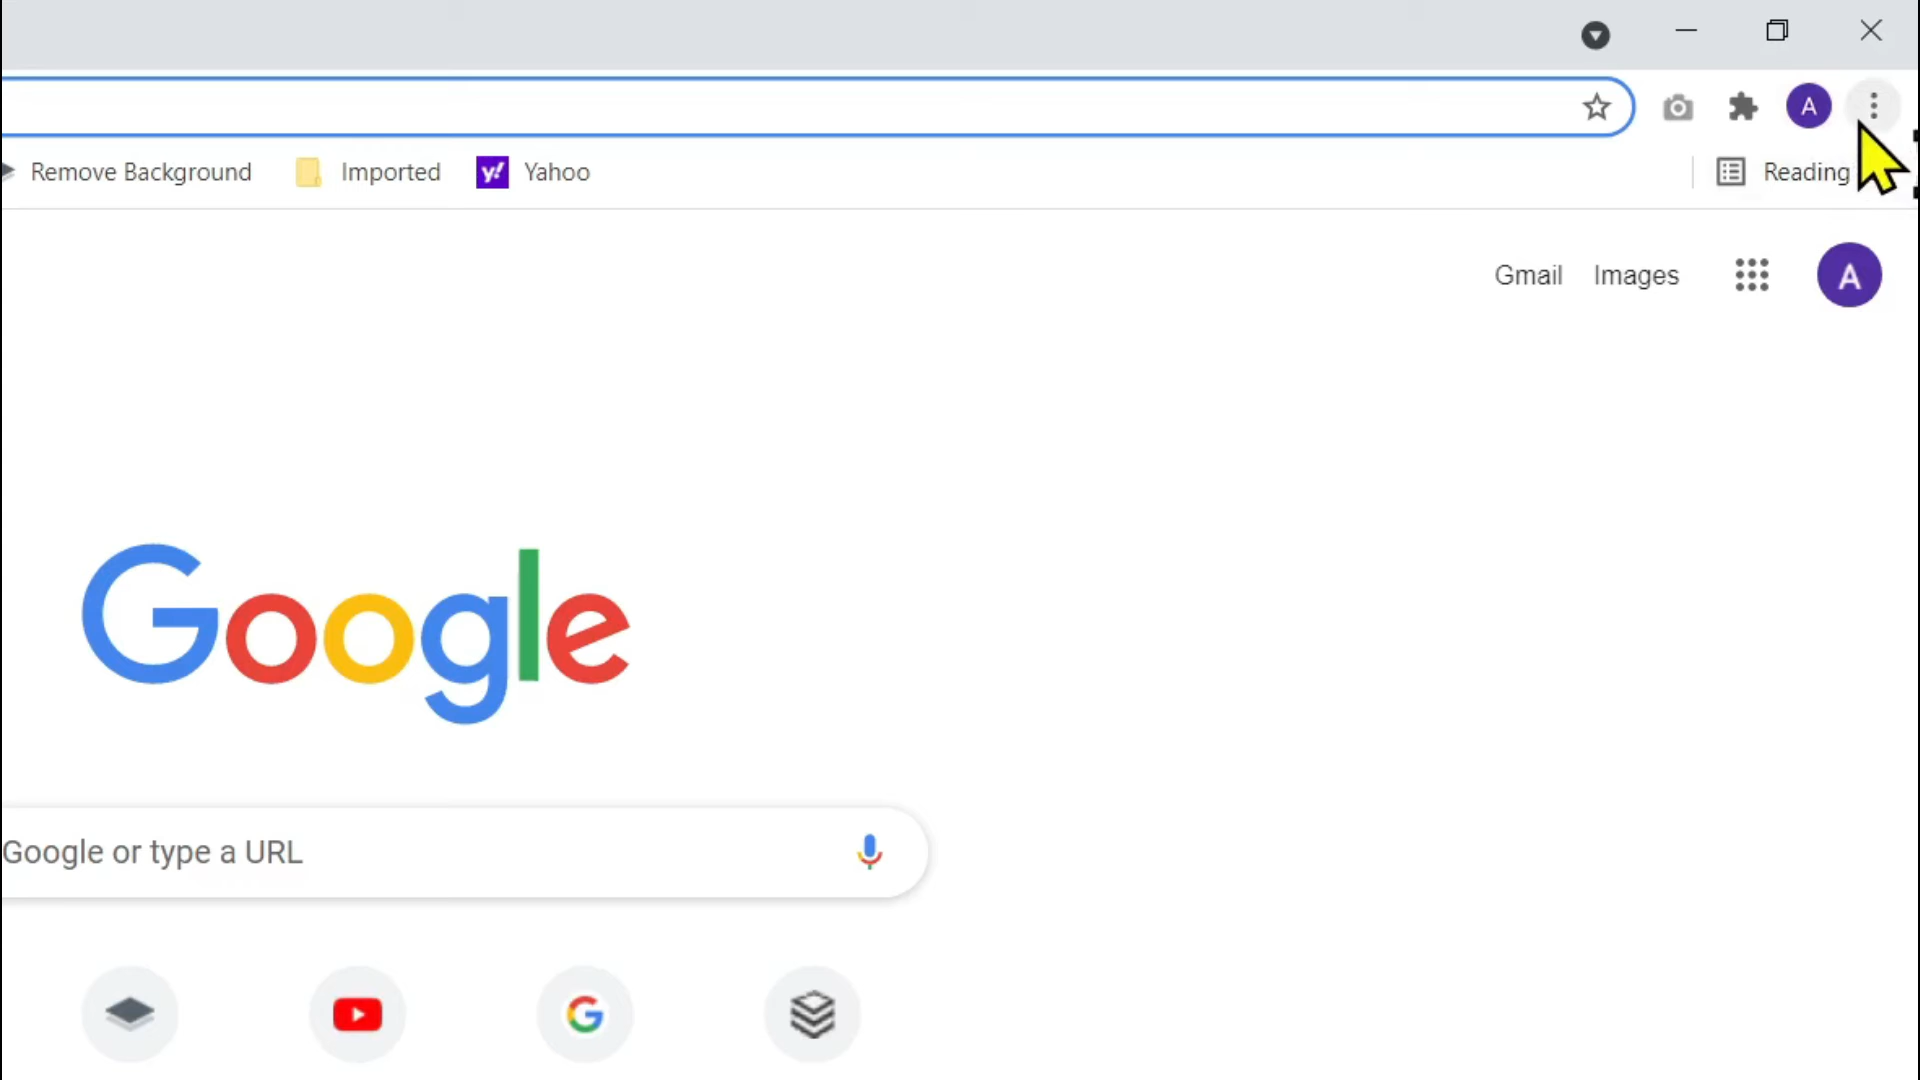 A
Remove Background
Imported
y! Yahoo
Reading
Gmail
Images
A
Google
Google or type a URL
G